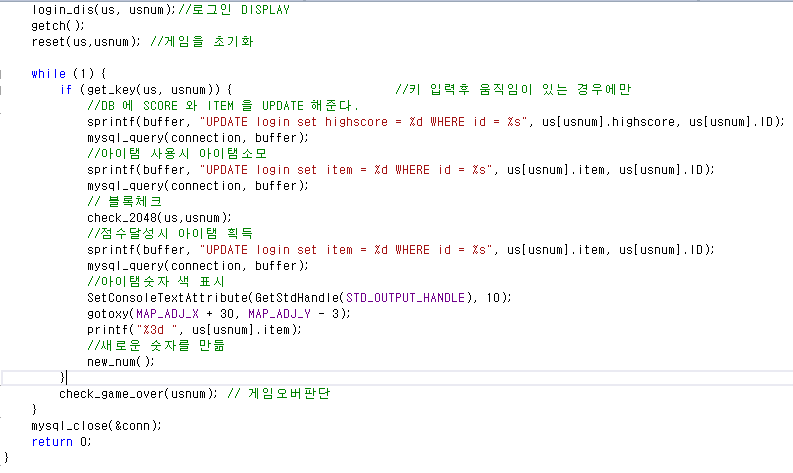 login_dis(us, usnum);//로그인 DISPLAY
getch();
reset(us,usnum); //게임을 초기화
while (1) {
if (get_key(us, usnum)) { //키 입력후 움직임이 있는 경우에만
//DB 에 SCORE 와 ITEM 을 UPDATE 해준다.
sprintf(buffer, "UPDATE login set highscore = %d WHERE id = %s", us[usnum].highscore, us[usnum].ID);
mysql_query(connection, buffer);
//아이템 사용시 아이탬소모
sprintf(buffer, "UPDATE login set item = %d WHERE id = %s", us[usnum].item, us[usnum].ID);
mysql_query(connection, buffer);
// 블록체크
check_2048(us,usnum);
//점수달성시 아이탬 획득
sprintf(buffer, "UPDATE login set item = %d WHERE id = %s", us[usnum].item, us[usnum].ID);
mysql_query(connection, buffer);
//아이탬숫자 색 표시
SetConsoleTextAttribute(GetStdHandle(STD_OUTPUT_HANDLE), 10);
gotoxy(MAP_ADJ_X + 30, MAP_ADJ_Y - 3);
printf("%3d ", us[usnum].item);
//새로운 숫자를 만듦
new_num();
}
check_game_over(usnum); // 게임오버판단
}
mysql_close(&conn);
return 0;
}